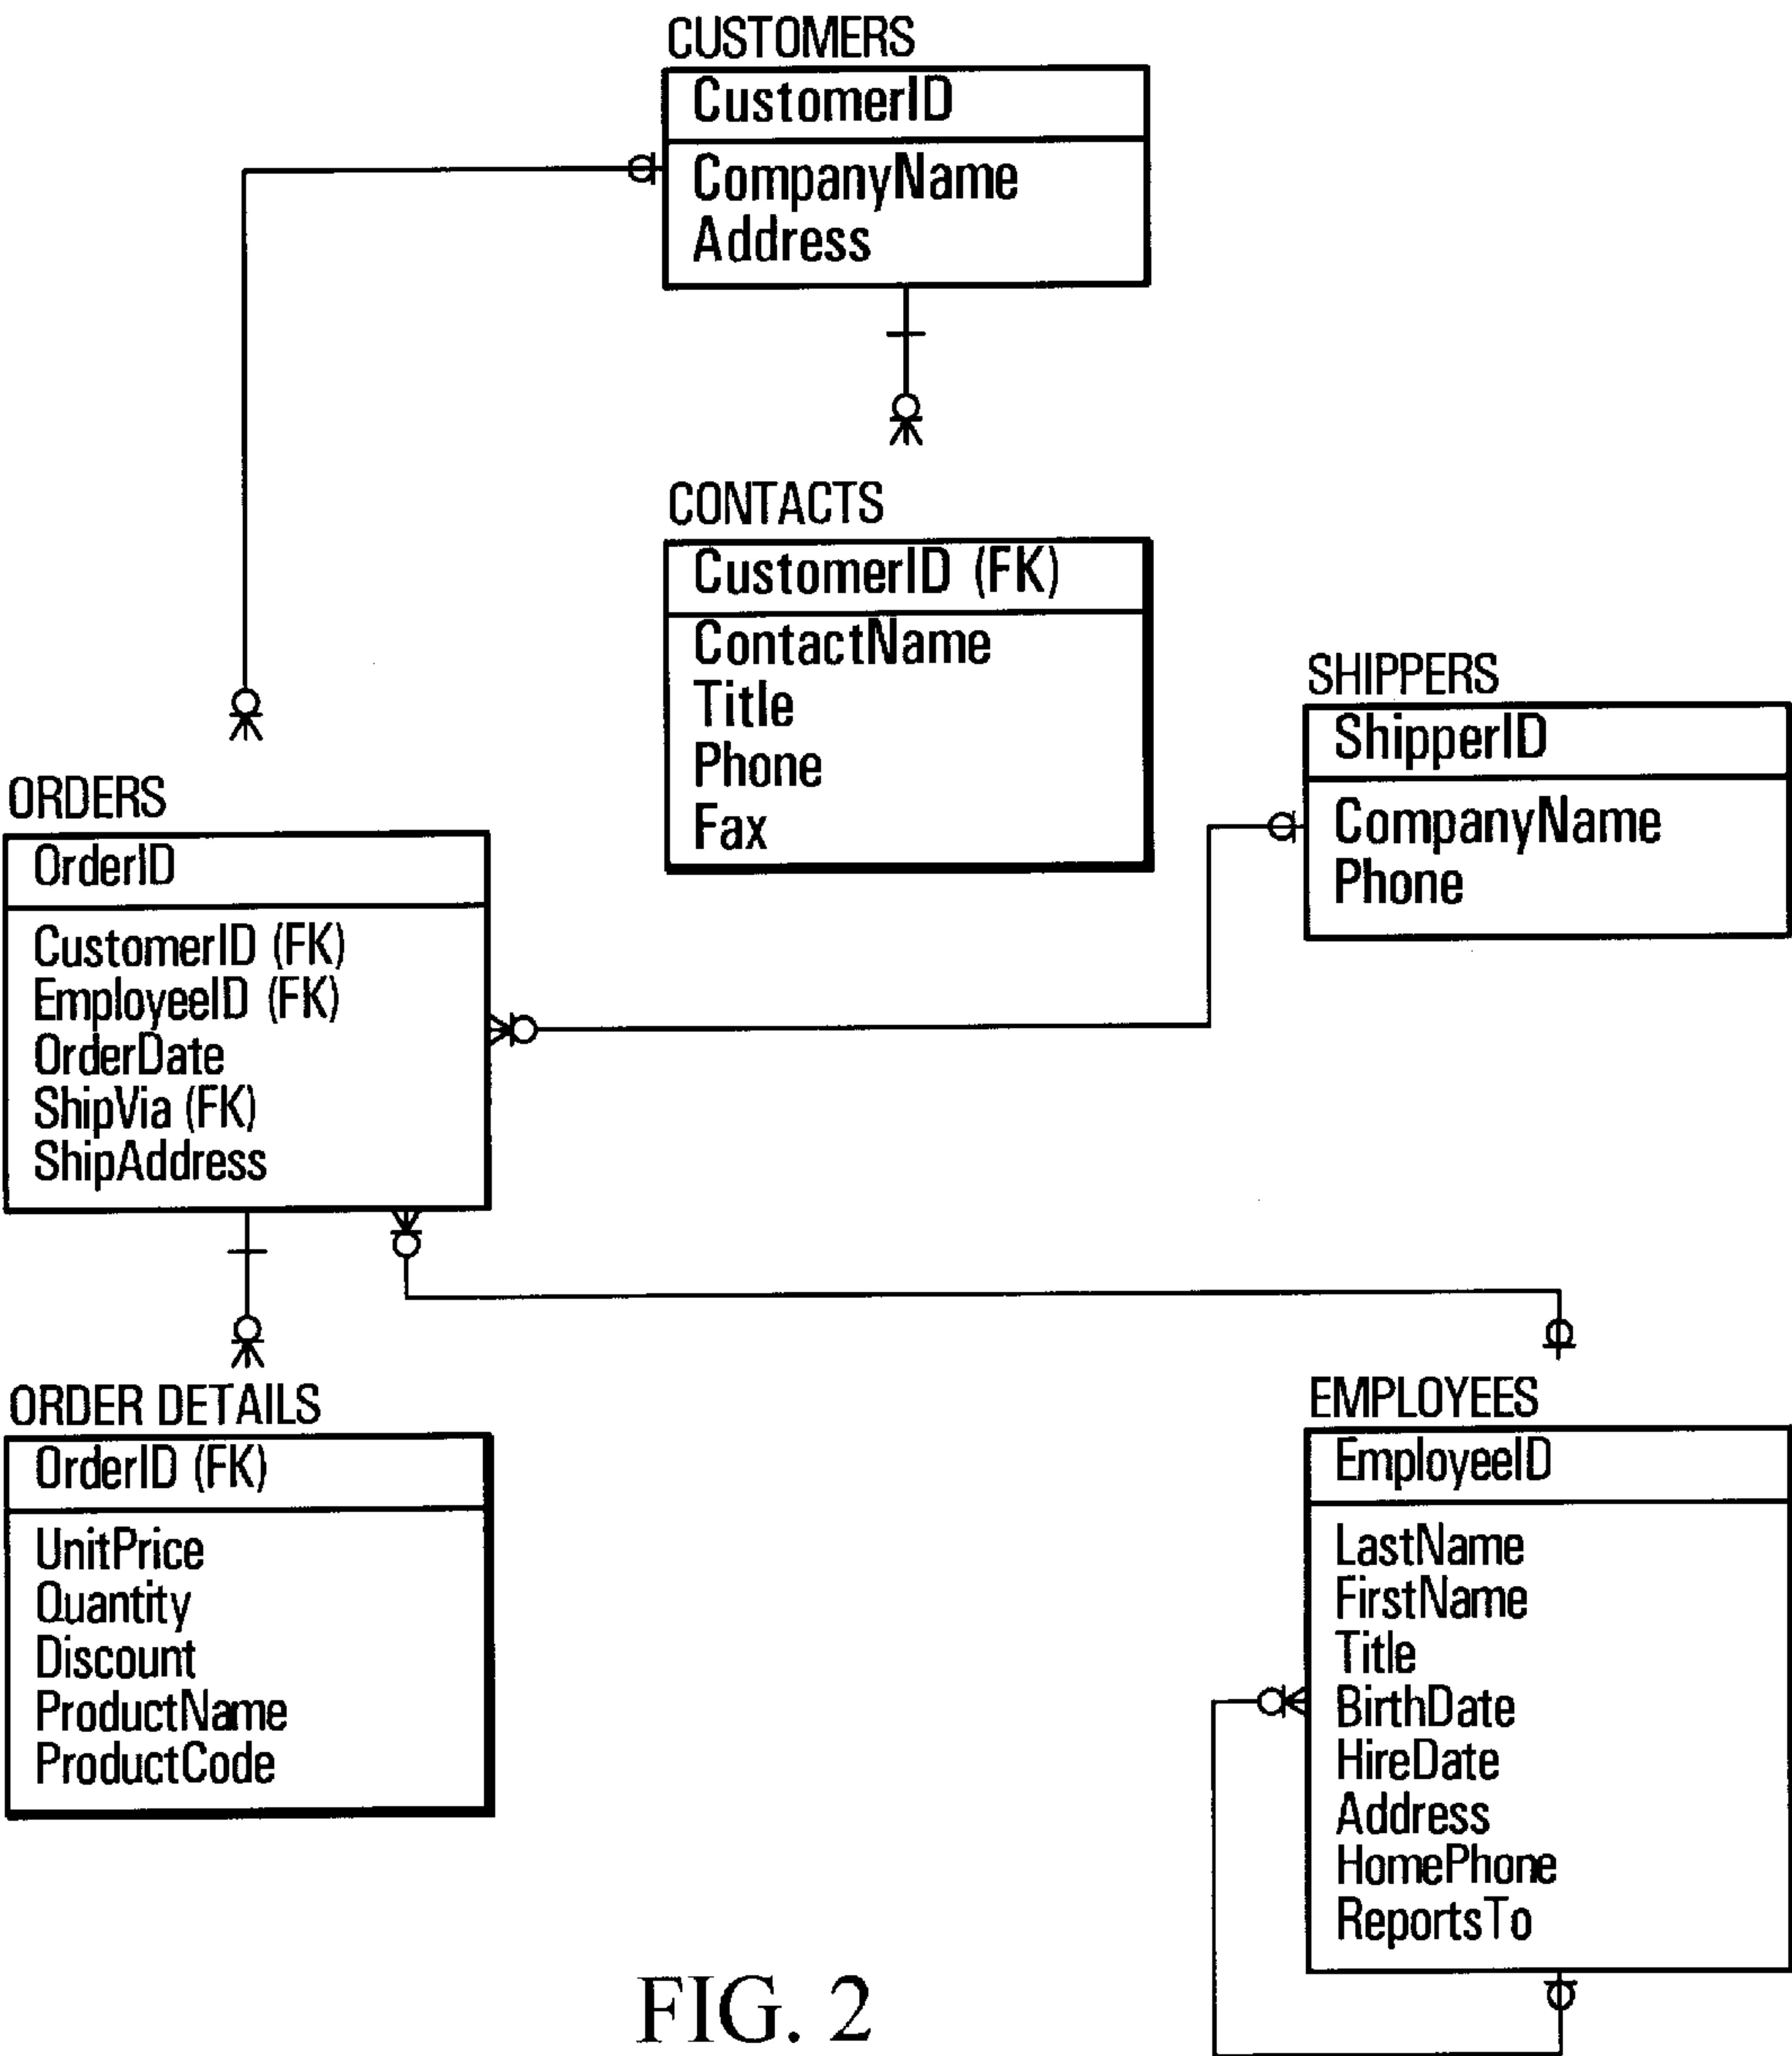 CUSTOMERS
CustomerID
CompanyName
Address
CONTACTS
CustomerID (FK)
ContactName
Title
Phone
Fax
SHIPPERS
ShipperID
CompanyName
Phone
ORDERS
OrderID
CustomerID (FK)
EmployeeID (FK)
OrderDate
ShipVia (FK)
ShipAddress
ORDER DETAILS
OrderID (FK)
UnitPrice
Quantity
Discount
ProductName
ProductCode
EMPLOYEES
EmployeeID
LastName
FirstName
Title
BirthDate
HireDate
Address
HomePhone
ReportsTo
FIG. 2